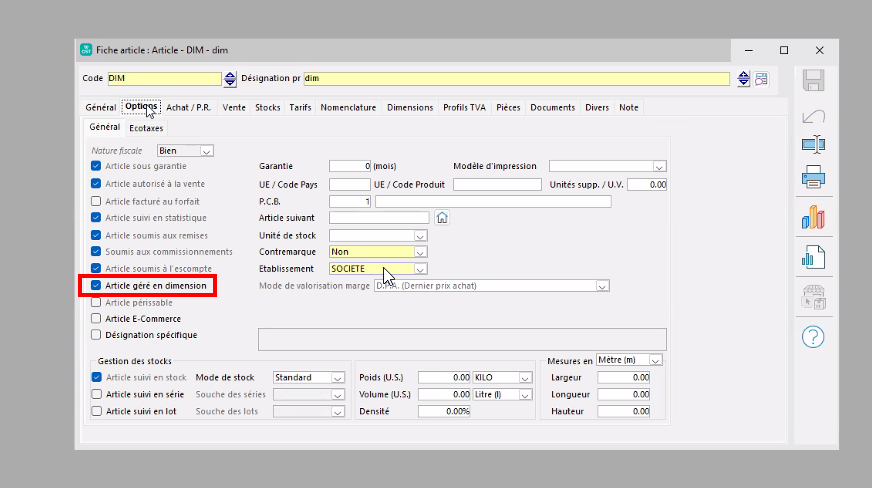 Fiche article : Article - DIM - dim
Code DIM Désignation pr dim
Général Options Achat / P.R. Vente Stocks Tarifs Nomenclature Dimensions Profils TVA Pièces Documents Divers Note
Général Ecotaxes
Nature fiscale Bien
Article sous garantie Garantie 0 (mois) Modèle d'impression
Article autorisé à la vente UE / Code Pays UE / Code Produit Unités supp. / U.V. 0.00
Article facturé au forfait P.C.B. 1
Article suivi en statistique Article suivant
Article soumis aux remises Unité de stock
Soumis aux commissionnements Contremarque Non
Article soumis à l'escompte Etablissement SOCIETE
Article géré en dimension Mode de valorisation marge D.P.A. (Dernier prix achat)
Article périssable
Article E-Commerce
Désignation spécifique
Gestion des stocks Mesures en Mètre (m)
Article suivi en stock Mode de stock Standard Poids (U.S.) 0.00 KILO Largeur 0.00
Article suivi en série Souche des séries Volume (U.S.) 0.00 Litre (l) Longueur 0.00
Article suivi en lot Souche des lots Densité 0.00% Hauteur 0.00